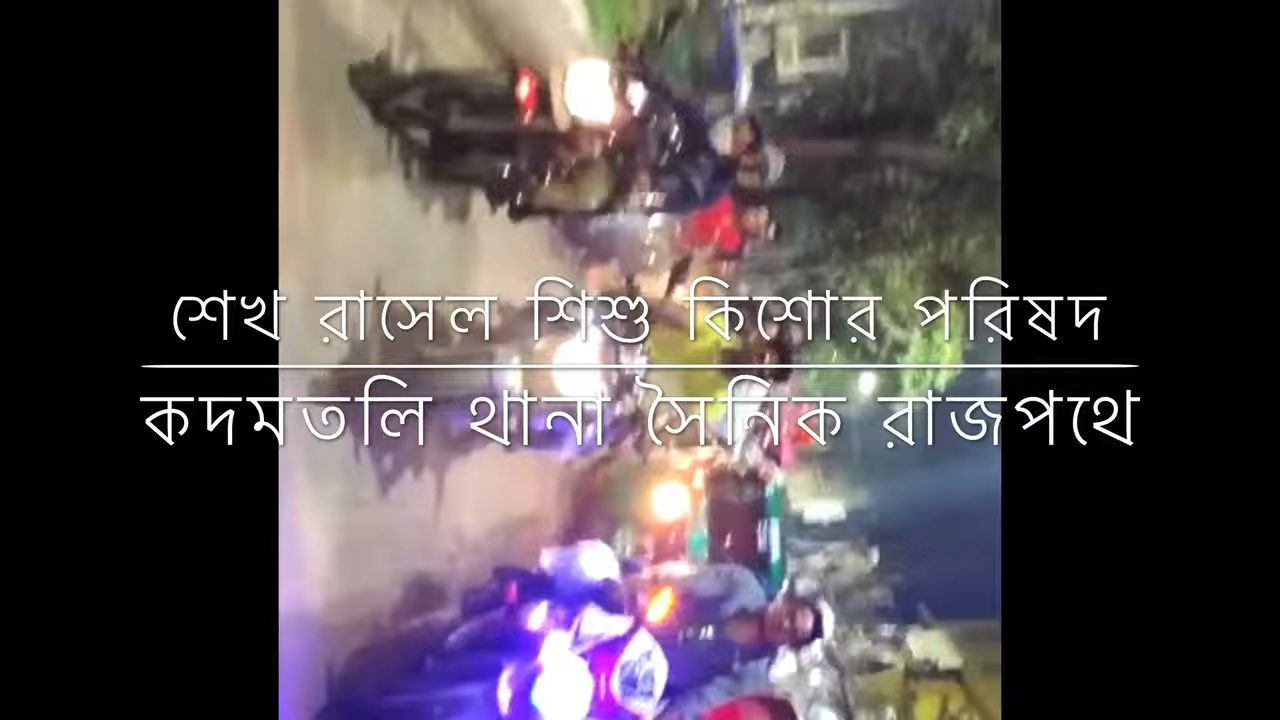 শেখ রাসেল শিশু কিশোর পরিষদ
কদমতলি থানা সৈনিক রাজপথে